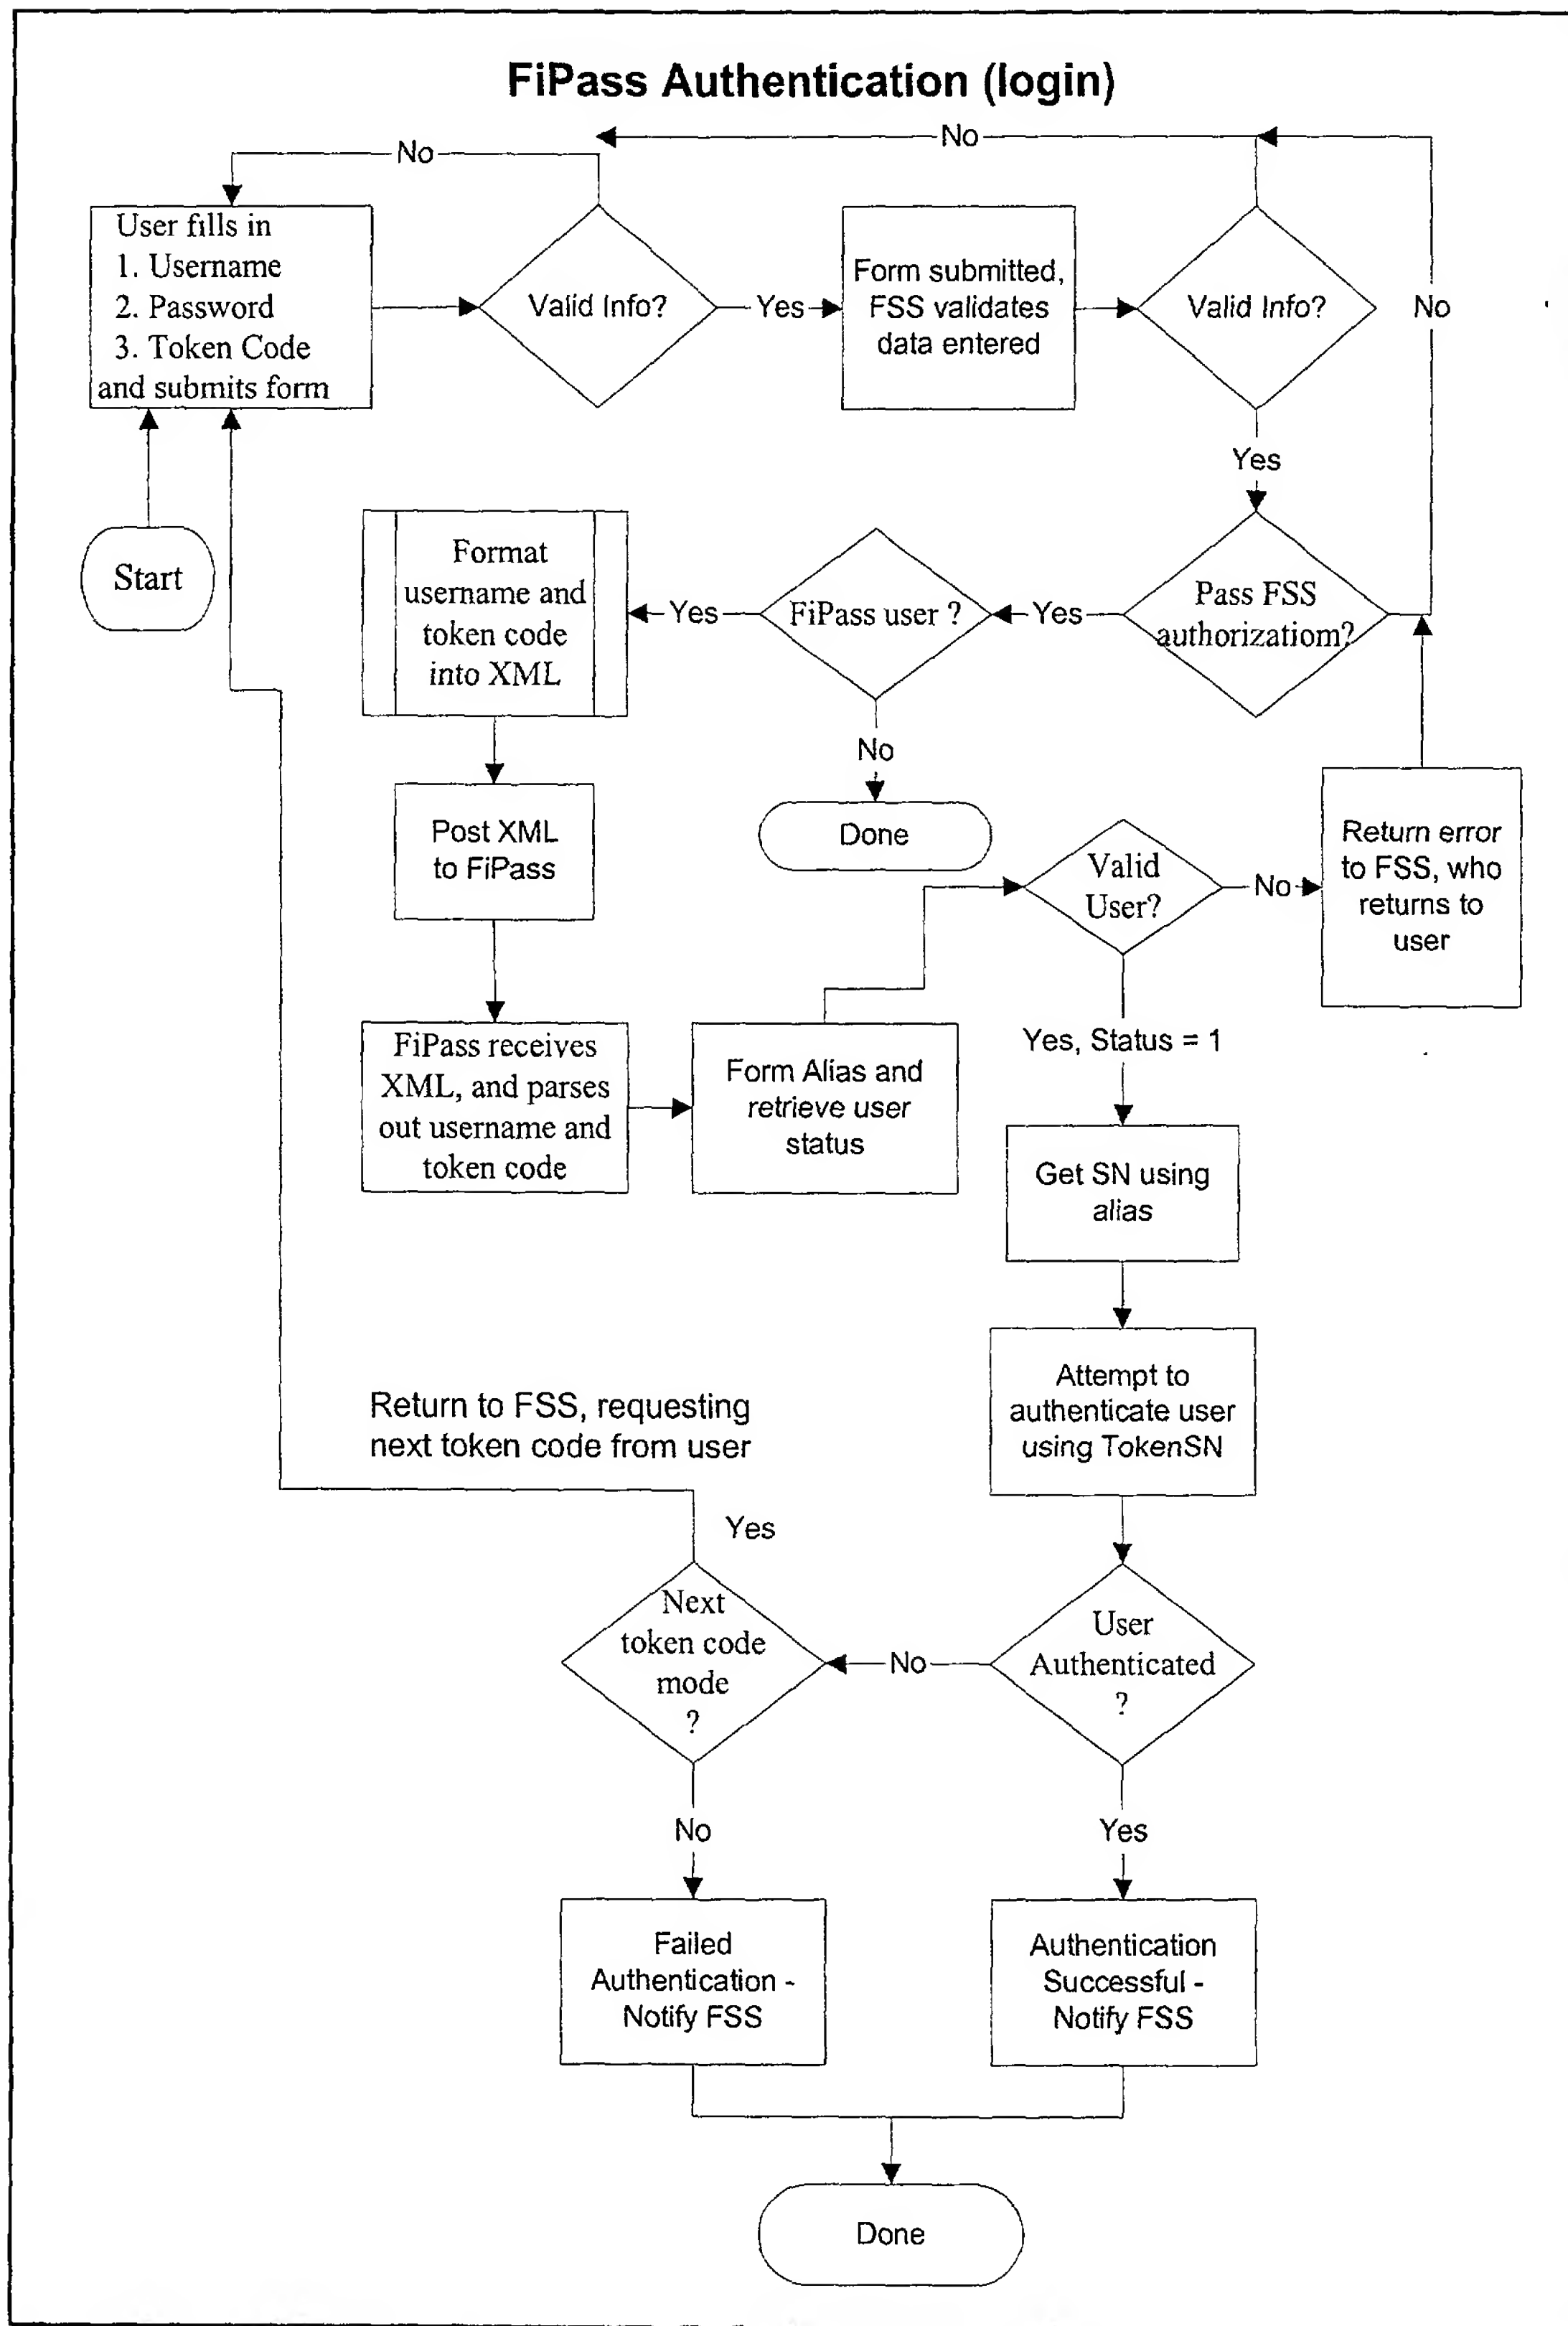 FiPass Authentication (login)
No
No
User fills in
1. Username
2. Password
3. Token Code
and submits form
Valid Info?
Yes
Form submitted,
FSS validates
data entered
Valid Info?
No
Yes
Start
Format
username and
token code
into XML
Yes
FiPass user ?
Yes
Pass FSS
authorizatiom?
No
Post XML
to FiPass
Done
Valid
User?
No
Return error
to FSS, who
returns to
user
Yes, Status = 1
FiPass receives
XML, and parses
out username and
token code
Form Alias and
retrieve user
status
Get SN using
alias
Attempt to
authenticate user
using TokenSN
Return to FSS, requesting
next token code from user
Yes
Next
token code
mode
?
No
User
Authenticated
?
No
Yes
Failed
Authentication -
Notify FSS
Authentication
Successful -
Notify FSS
Done